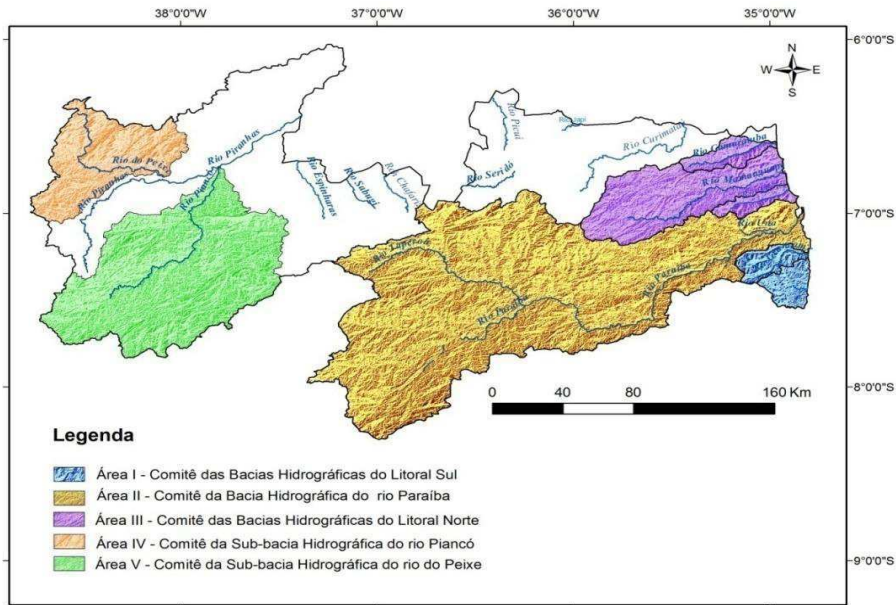 38°0'0"W 37°0'0"W 36°0'0"W 35°0'0"W
6°0'0"S
N
W E
S
Rio Picuí
Rio Curimataú
Rio Piranhas
Rio do Peixe
Rio Mamanguape
Rio Piranhas
Rio Espinharas
Rio Sabugi
Rio Seridó
7°0'0"S
Rio Taperoá
Rio Paraíba
Rio Paraíba
8°0'0"S
0 40 80 160 Km
Legenda
Área I - Comitê das Bacias Hidrográficas do Litoral Sul
Área II - Comitê da Bacia Hidrográfica do rio Paraíba
Área III - Comitê das Bacias Hidrográficas do Litoral Norte
Área IV - Comitê da Sub-bacia Hidrográfica do rio Piancó
Área V - Comitê da Sub-bacia Hidrográfica do rio do Peixe
9°0'0"S